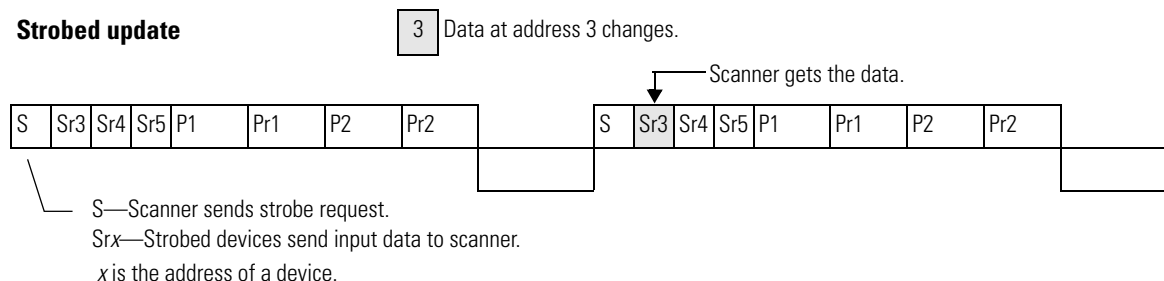 Strobed update
3 Data at address 3 changes.
Scanner gets the data.
S Sr3 Sr4 Sr5 P1 Pr1 P2 Pr2 S Sr3 Sr4 Sr5 P1 Pr1 P2 Pr2
S—Scanner sends strobe request.
Srx—Strobed devices send input data to scanner.
x is the address of a device.